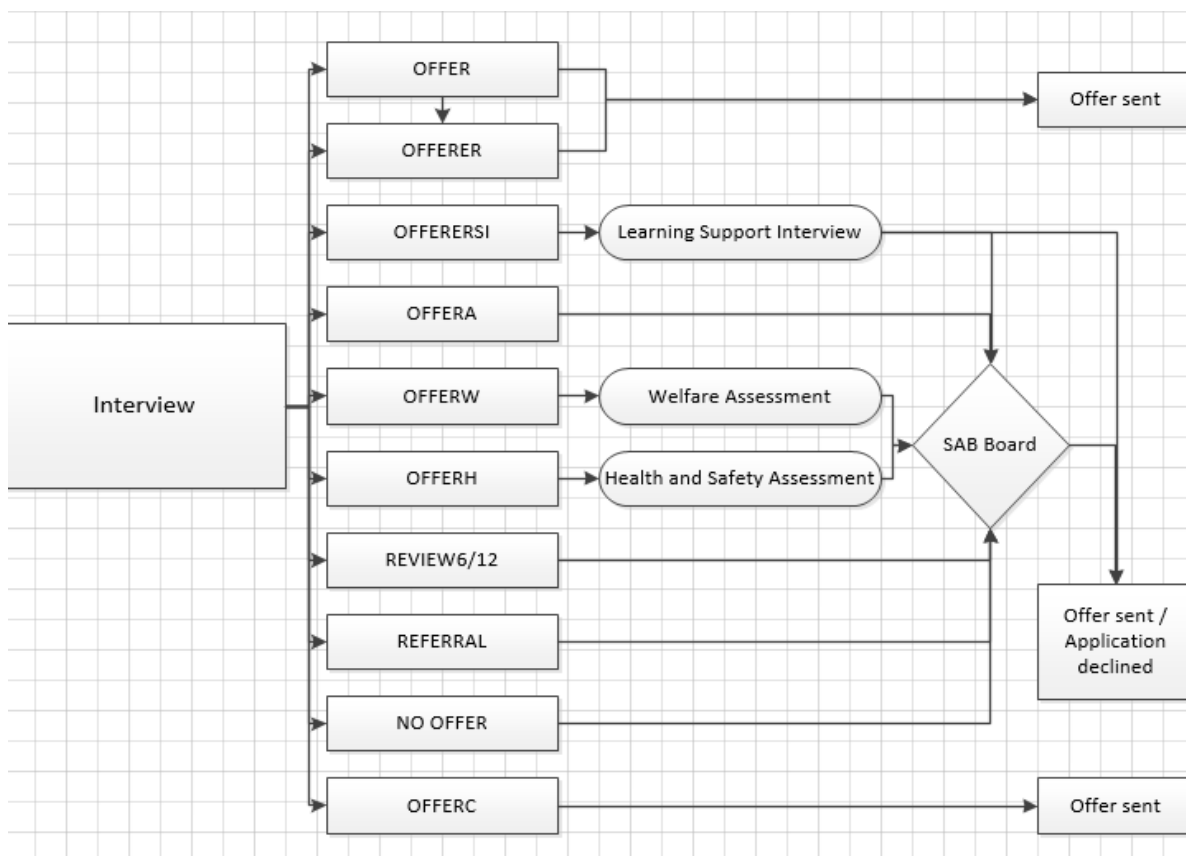 OFFER
Offer sent
OFFERER
OFFERERSI
Learning Support Interview
OFFERA
Interview
OFFERW
Welfare Assessment
SAB Board
OFFERH
Health and Safety Assessment
REVIEW6/12
REFERRAL
Offer sent /
Application
declined
NO OFFER
OFFERC
Offer sent